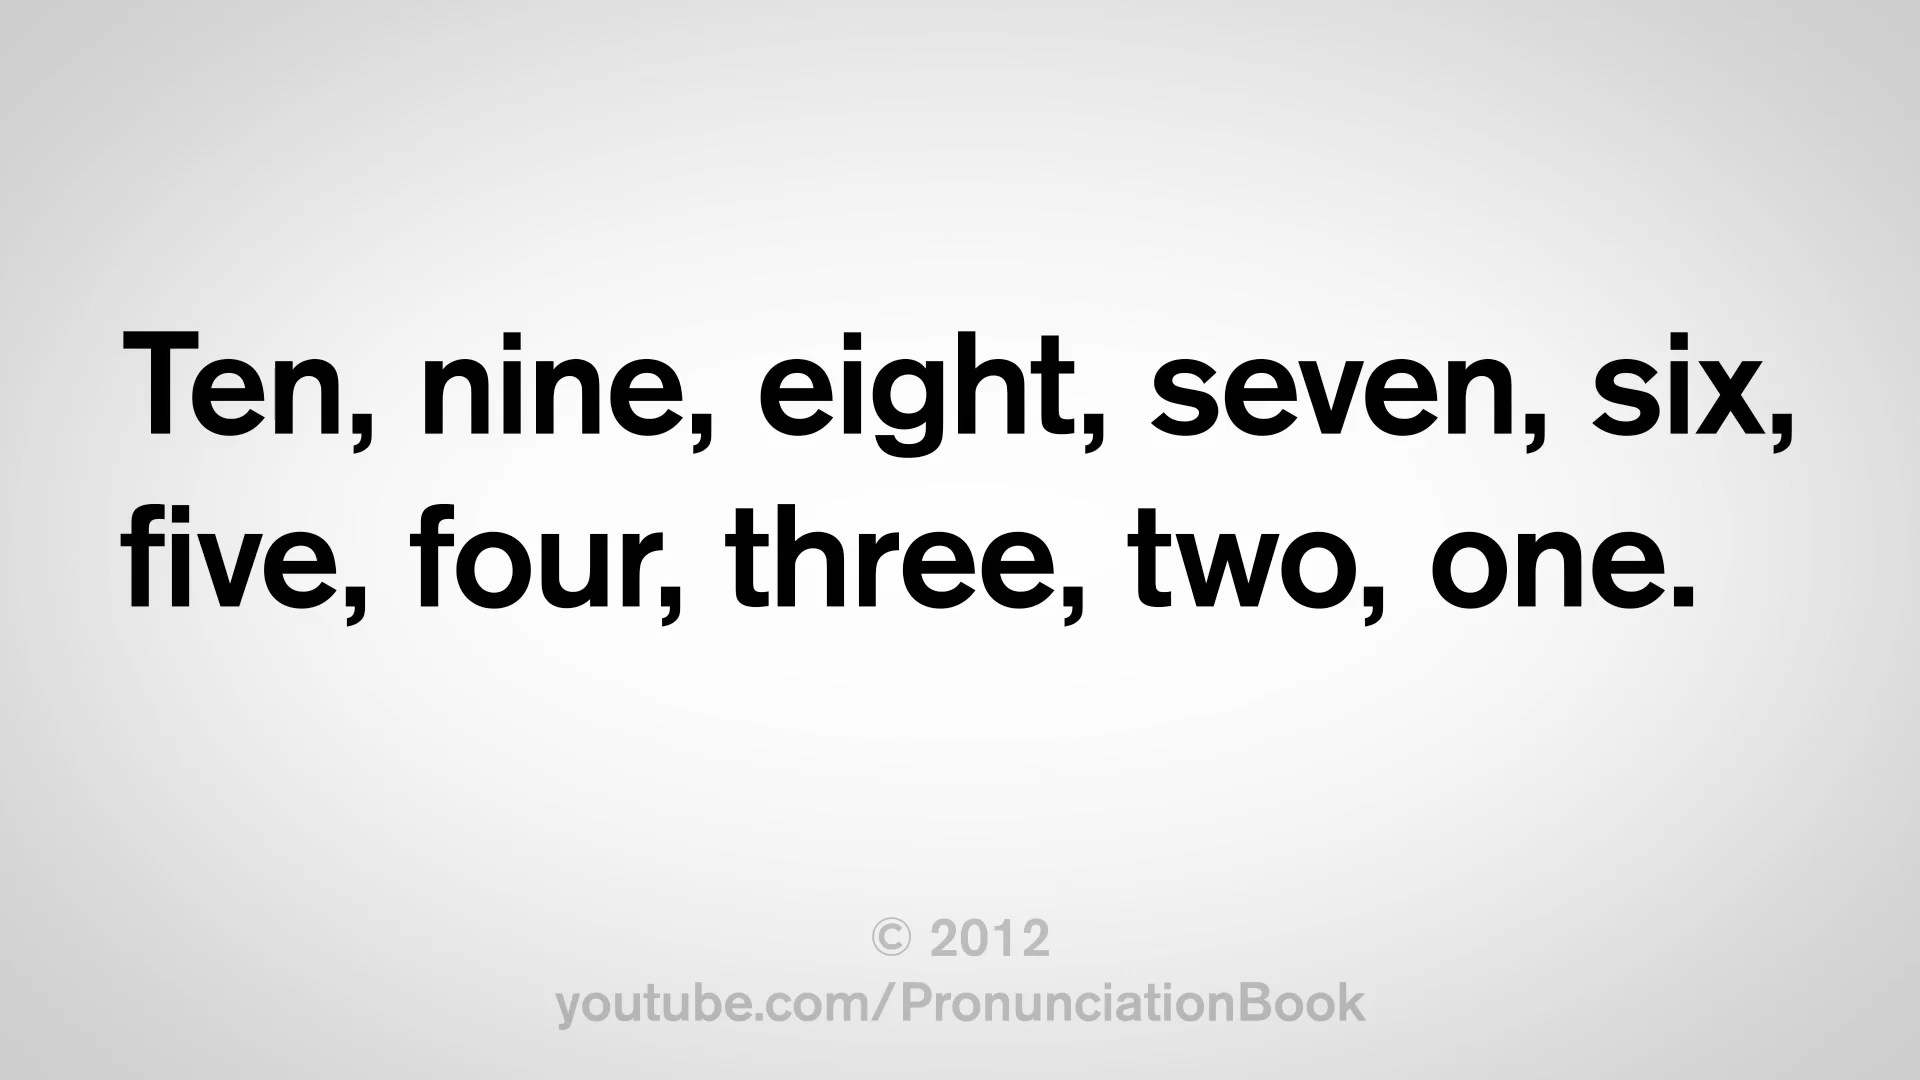 Ten, nine, eight, seven, six,
five, four, three, two, one.
© 2012
youtube.com/PronunciationBook